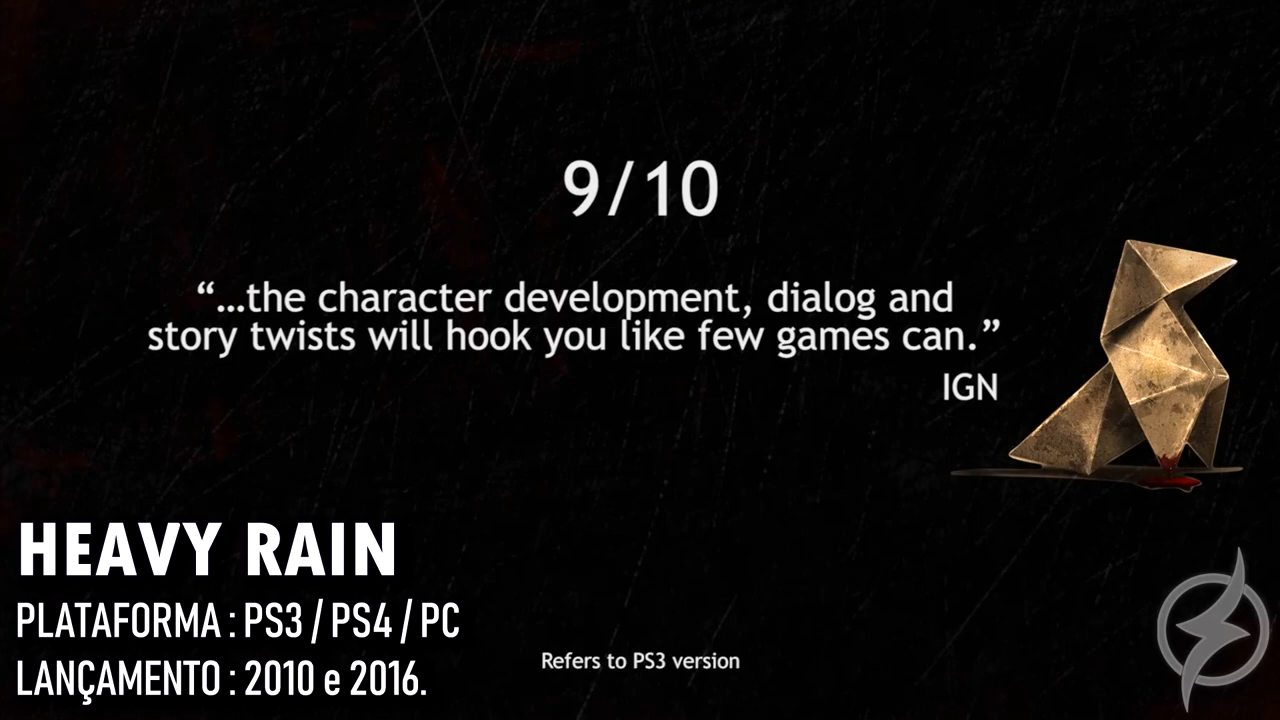 9/10
“...the character development, dialog and
story twists will hook you like few games can.”
IGN
HEAVY RAIN
PLATAFORMA : PS3 / PS4 / PC
LANÇAMENTO : 2010 e 2016.
Refers to PS3 version